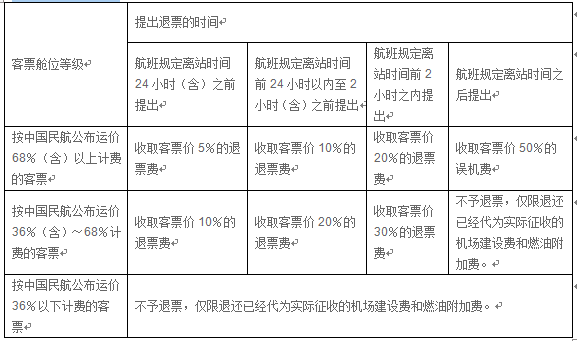 提出退票的时间
客票舱位等级
航班规定离站时间
24小时（含）之前
提出
航班规定离站时间
前24小时以内至2
小时（含）之前提出
航班规定离
站时间前2
小时之内提
出
航班规定离站时间之
后提出
按中国民航公布运价
68%（含）以上计费
的客票
收取客票价5%的退
票费
收取客票价10%的
退票费
收取客票价
20%的退票
费
收取客票价50%的
误机费
按中国民航公布运价
36%（含）～68%计
费的客票
收取客票价10%的
退票费
收取客票价20%的
退票费
收取客票价
30%的退票
费
不予退票，仅限退还
已经代为实际征收的
机场建设费和燃油附
加费。
按中国民航公布运价
36%以下计费的客
票
不予退票，仅限退还已经代为实际征收的机场建设费和燃油附加费。